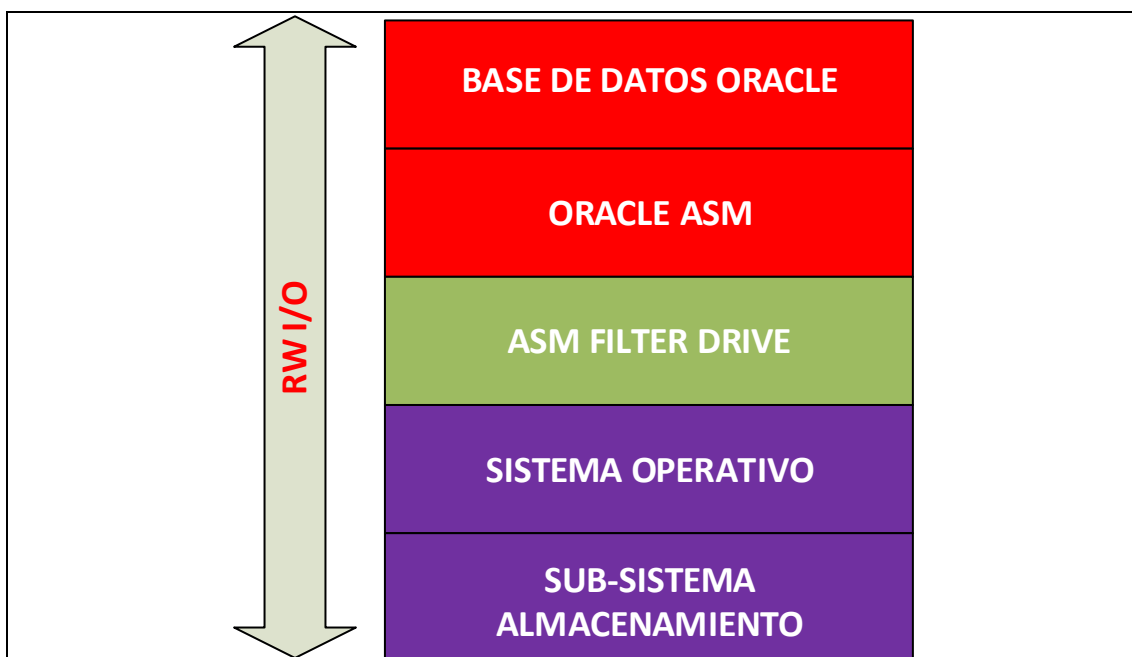 BASE DE DATOS ORACLE
ORACLE ASM
RW I/O
ASM FILTER DRIVE
SISTEMA OPERATIVO
SUB-SISTEMA
ALMACENAMIENTO